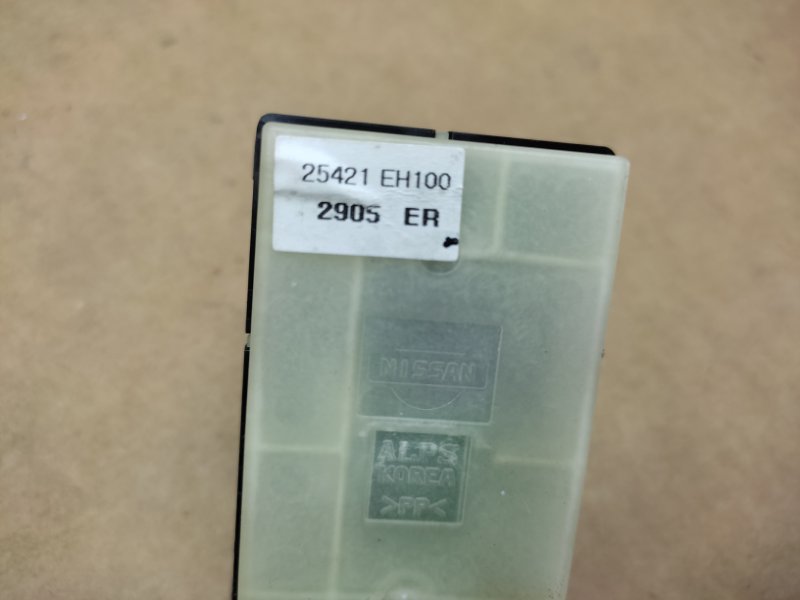 25421 EH100
2905 ER
NISSAN
ALPS
KOREA
>PP<